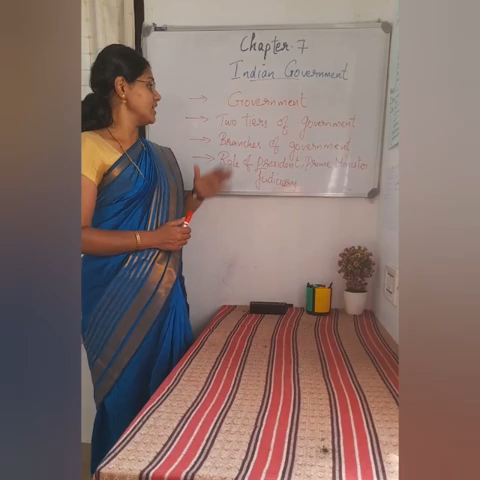 Chapter-7
Indian Government
→ Government
→ Two tiers of government
→ Branches of government
→ Role of President, Prime Minister
Judiciary